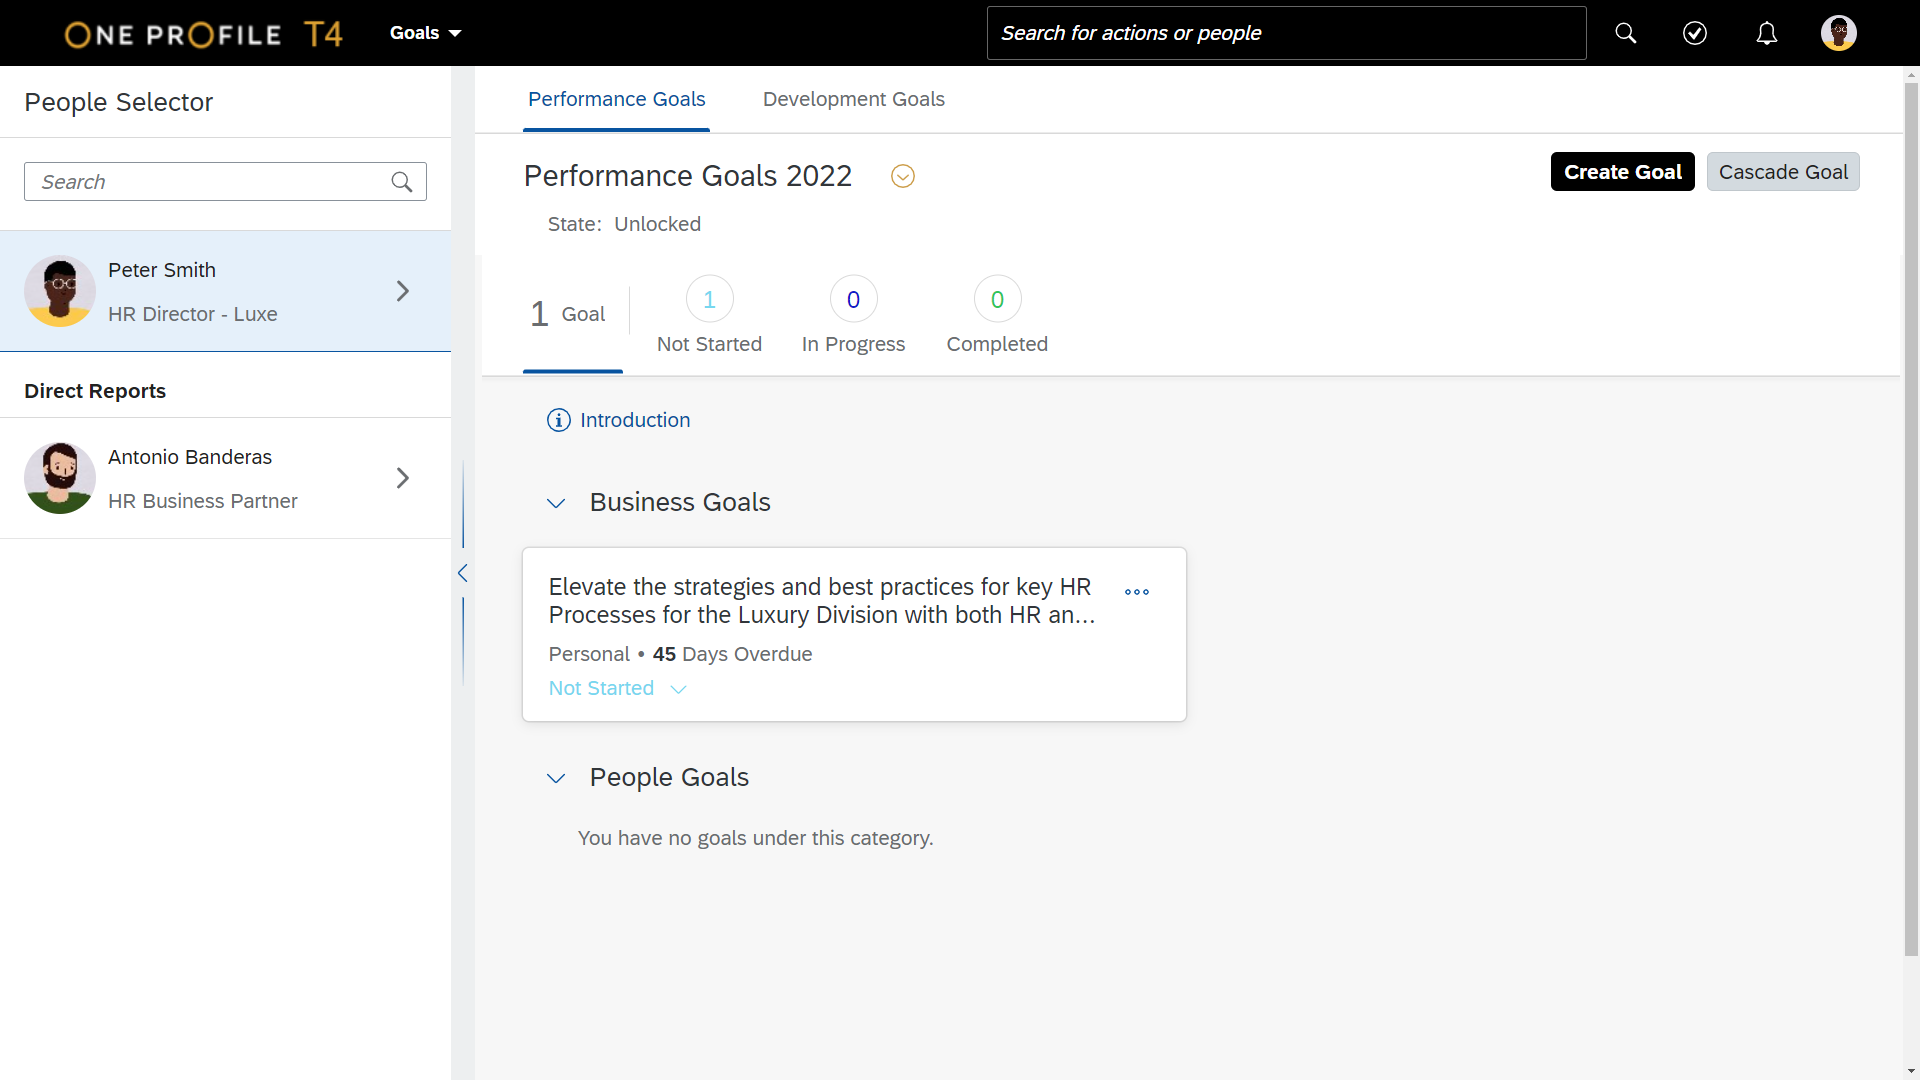 ONE PROFILE T4
Goals
Search for actions or people
People Selector
Search
Peter Smith
HR Director - Luxe
Direct Reports
Antonio Banderas
HR Business Partner
Performance Goals
Development Goals
Performance Goals 2022
Create Goal
Cascade Goal
State: Unlocked
1 Goal
1
Not Started
0
In Progress
0
Completed
Introduction
Business Goals
Elevate the strategies and best practices for key HR
Processes for the Luxury Division with both HR an...
Personal • 45 Days Overdue
Not Started
People Goals
You have no goals under this category.